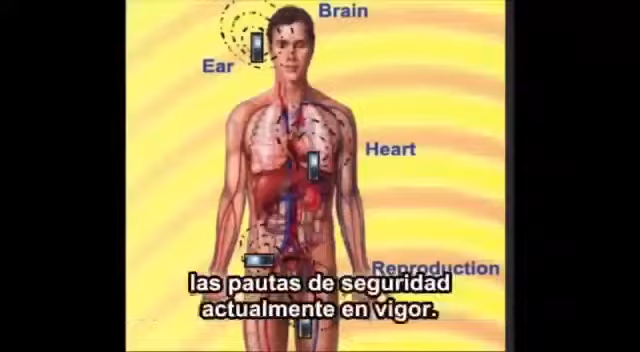 Brain
Ear
Heart
Reproduction
las pautas de seguridad
actualmente en vigor.